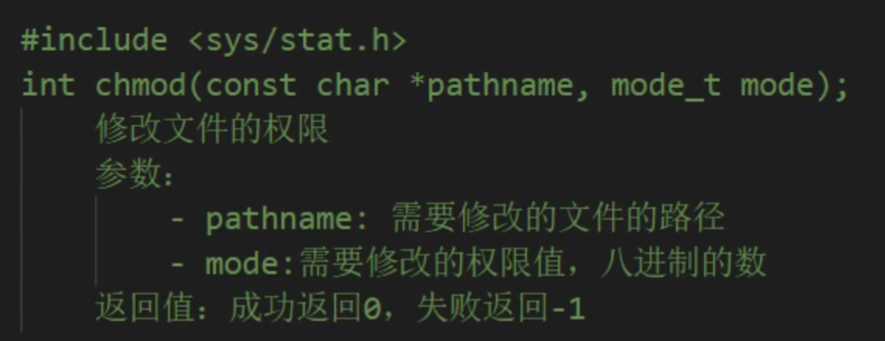 #include <sys/stat.h>
int chmod(const char *pathname, mode_t mode);
修改文件的权限
参数：
- pathname: 需要修改的文件的路径
- mode:需要修改的权限值，八进制的数
返回值：成功返回0，失败返回-1